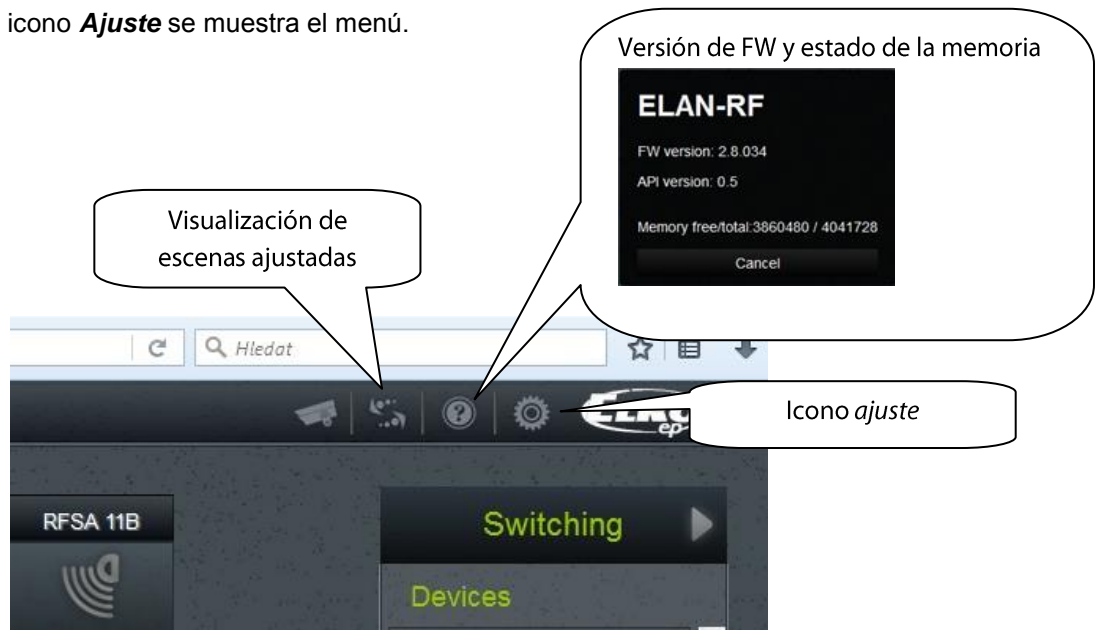 icono Ajuste se muestra el menú.
Versión de FW y estado de la memoria
ELAN-RF
FW version: 2.8.034
API version: 0.5
Memory free/total:3860480 / 4041728
Cancel
Visualización de
escenas ajustadas
Hledat
Icono ajuste
ep
RFSA 11B
Switching
Devices